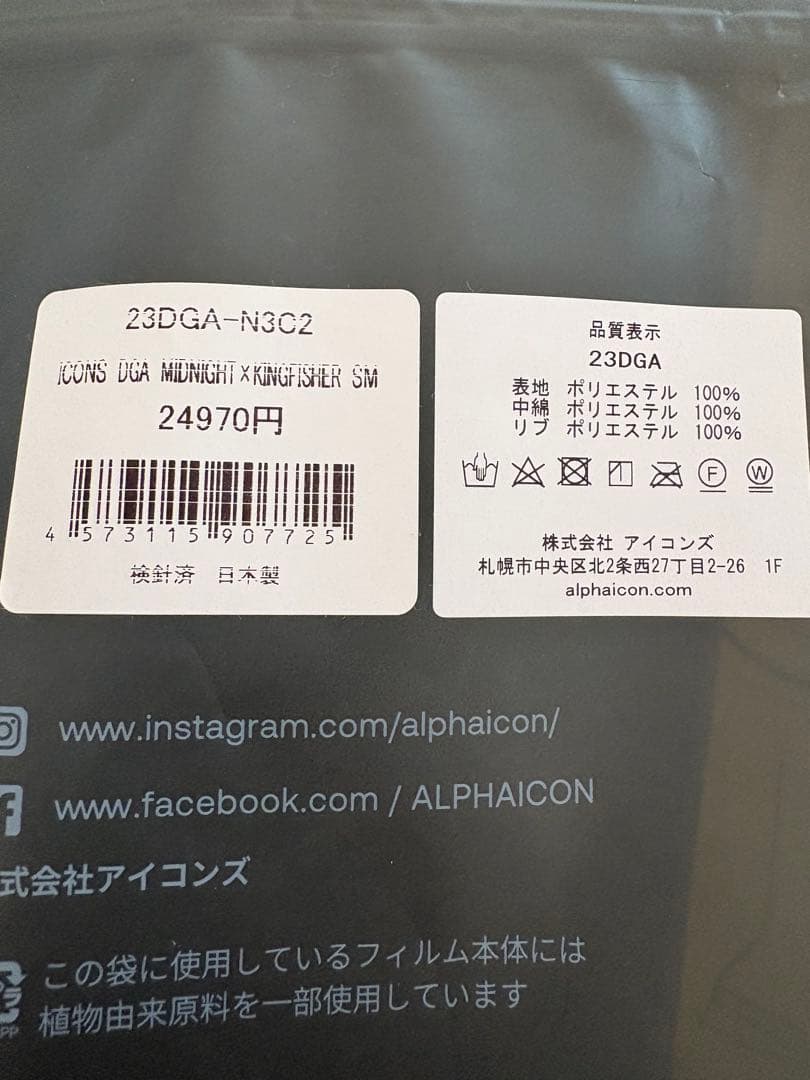 23DGA-N3C2
ICONS DGA MIDNIGHT×KINGFISHER SM
24970円
4 573115 907725
検針済 日本製
品質表示
23DGA
表地 ポリエステル 100%
中綿 ポリエステル 100%
リブ ポリエステル 100%
F W
株式会社 アイコンズ
札幌市中央区北2条西27丁目2-26 1F
alphaicon.com
www.instagram.com/alphaicon/
www.facebook.com / ALPHAICON
式会社アイコンズ
この袋に使用しているフィルム本体には
植物由来原料を一部使用しています
プラ
PP